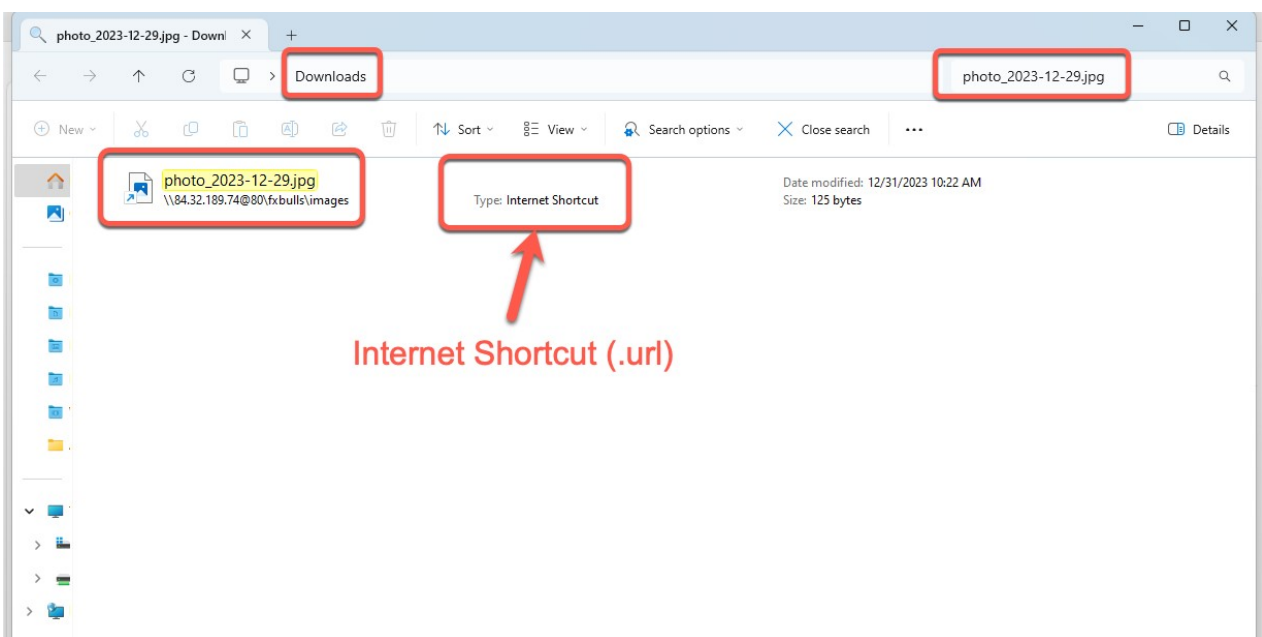 photo_2023-12-29.jpg - Downl
Downloads
photo_2023-12-29.jpg
New
Sort
View
Search options
Close search
Details
photo_2023-12-29.jpg
\\84.32.189.74@80\fxbulls\images
Type: Internet Shortcut
Date modified: 12/31/2023 10:22 AM
Size: 125 bytes
Internet Shortcut (.url)